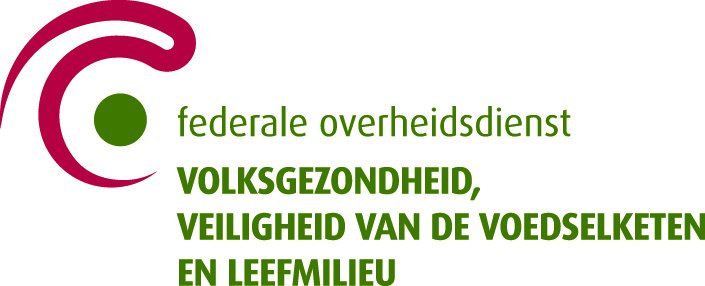 federale overheidsdienst
VOLKSGEZONDHEID,
VEILIGHEID VAN DE VOEDSELKETEN
EN LEEFMILIEU